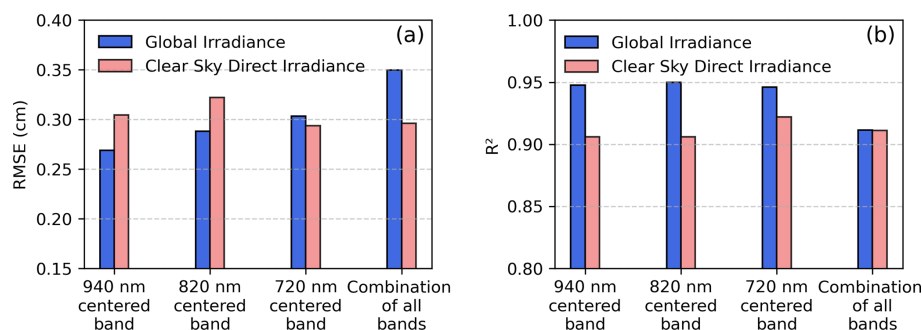 (a)
Global Irradiance
Clear Sky Direct Irradiance
RMSE (cm)
0.40
0.35
0.30
0.25
0.20
0.15
940 nm
centered
band
820 nm
centered
band
720 nm
centered
band
Combination
of all
bands
(b)
Global Irradiance
Clear Sky Direct Irradiance
R²
1.00
0.95
0.90
0.85
0.80
940 nm
centered
band
820 nm
centered
band
720 nm
centered
band
Combination
of all
bands